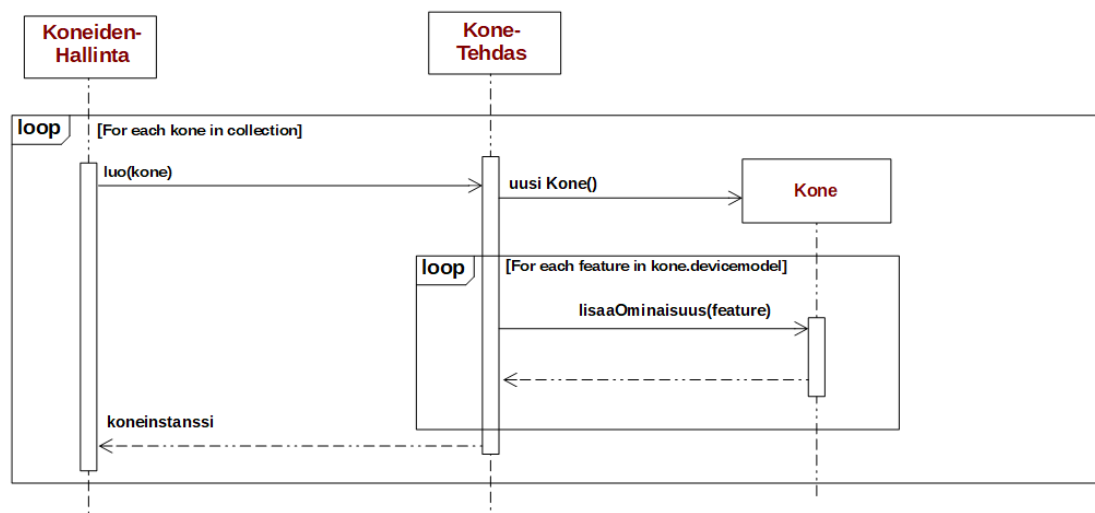 Koneiden-
Hallinta
Kone-
Tehdas
loop
[For each kone in collection]
luo(kone)
uusi Kone()
Kone
loop
[For each feature in kone.devicemodel]
lisaaOminaisuus(feature)
koneinstanssi